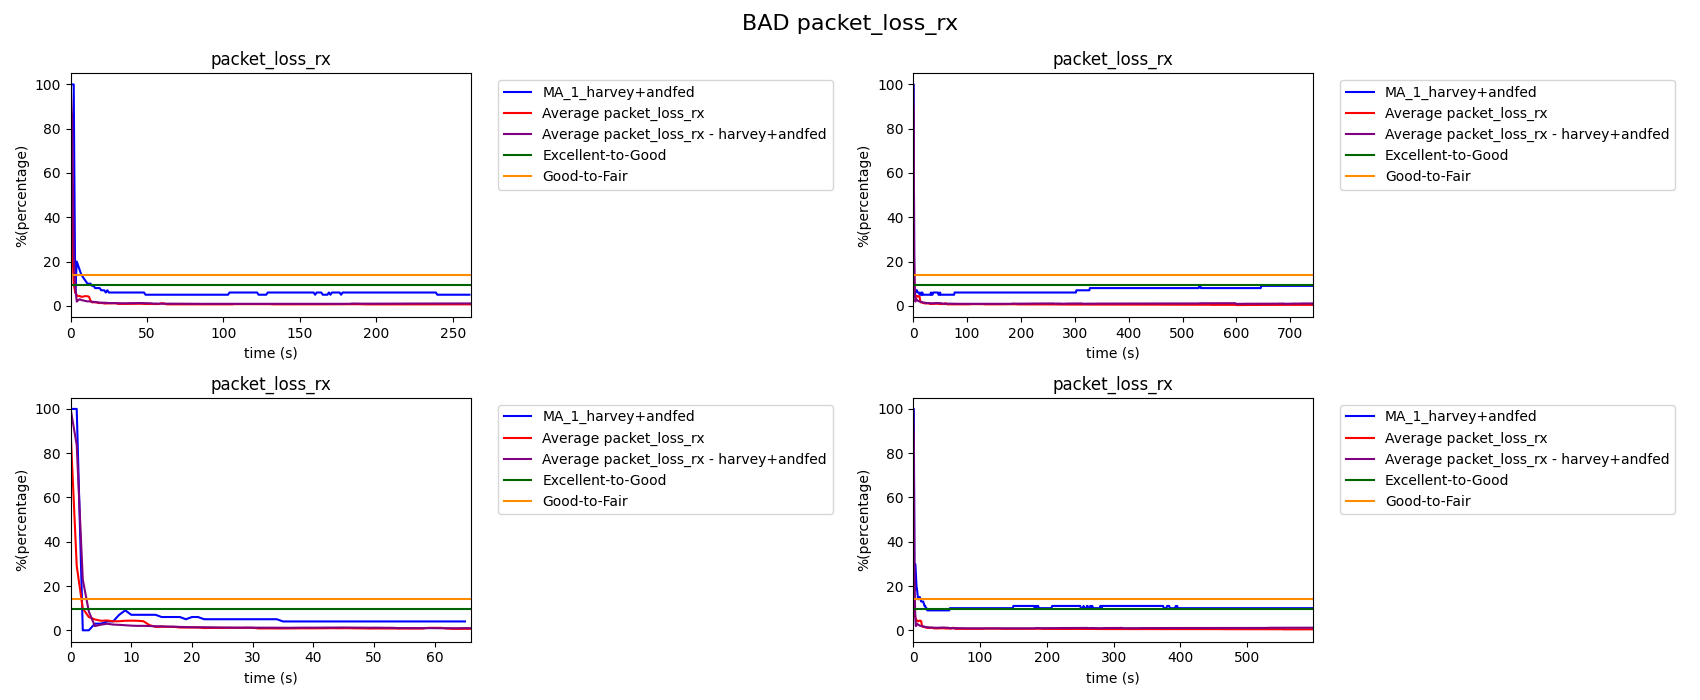 BAD packet_loss_rx
packet_loss_rx
%(percentage)
100
80
60
40
20
0
0 50 100 150 200 250
time (s)
MA_1_harvey+andfed
Average packet_loss_rx
Average packet_loss_rx - harvey+andfed
Excellent-to-Good
Good-to-Fair
packet_loss_rx
%(percentage)
100
80
60
40
20
0
0 100 200 300 400 500 600 700
time (s)
MA_1_harvey+andfed
Average packet_loss_rx
Average packet_loss_rx - harvey+andfed
Excellent-to-Good
Good-to-Fair
packet_loss_rx
%(percentage)
100
80
60
40
20
0
0 10 20 30 40 50 60
time (s)
MA_1_harvey+andfed
Average packet_loss_rx
Average packet_loss_rx - harvey+andfed
Excellent-to-Good
Good-to-Fair
packet_loss_rx
%(percentage)
100
80
60
40
20
0
0 100 200 300 400 500
time (s)
MA_1_harvey+andfed
Average packet_loss_rx
Average packet_loss_rx - harvey+andfed
Excellent-to-Good
Good-to-Fair